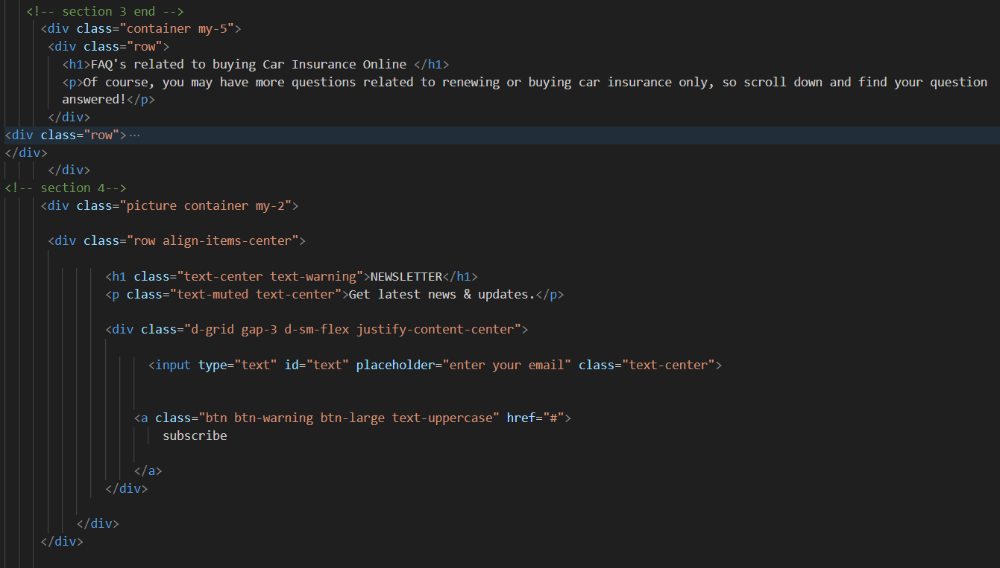 <!-- section 3 end -->
<div class="container my-5">
<div class="row">
<h1>FAQ's related to buying Car Insurance Online </h1>
<p>Of course, you may have more questions related to renewing or buying car insurance only, so scroll down and find your question
answered!</p>
</div>
<div class="row">···
</div>
</div>
<!-- section 4-->
<div class="picture container my-2">
<div class="row align-items-center">
<h1 class="text-center text-warning">NEWSLETTER</h1>
<p class="text-muted text-center">Get latest news & updates.</p>
<div class="d-grid gap-3 d-sm-flex justify-content-center">
<input type="text" id="text" placeholder="enter your email" class="text-center">
<a class="btn btn-warning btn-large text-uppercase" href="#">
subscribe
</a>
</div>
</div>
</div>